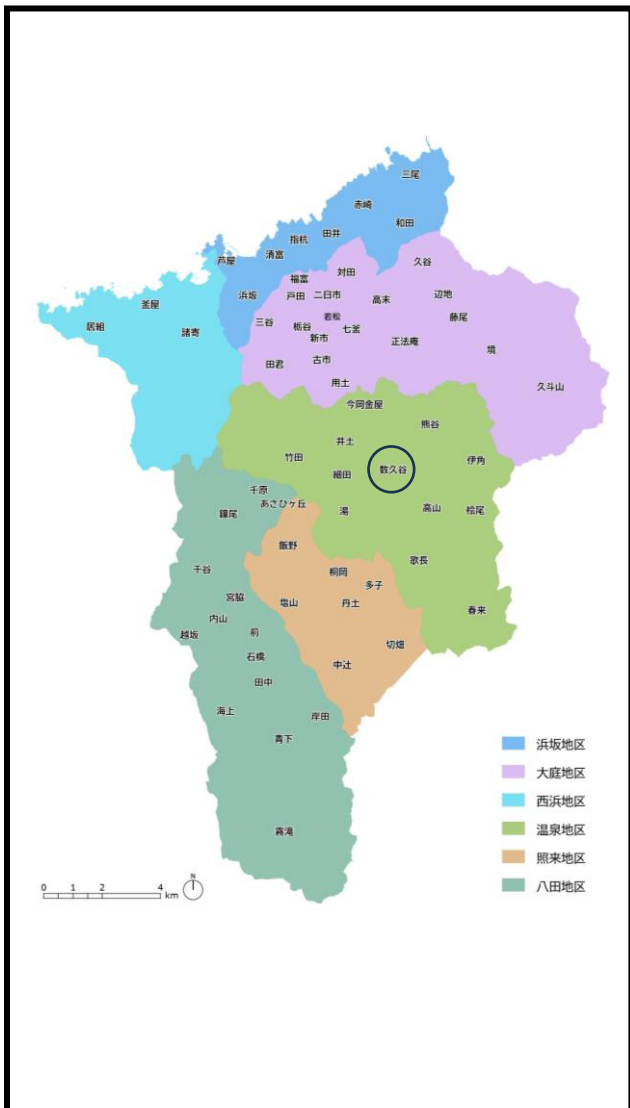 三尾
赤崎
和田
田井
指杭
清富
芦屋
浜坂
釜屋
居組
諸寄
久谷
対田
福富
戸田
二日市
高末
辺地
三谷
若松
栃谷
七釜
藤尾
新市
正法庵
境
古市
田君
用土
久斗山
今岡金屋
熊谷
井土
竹田
細田
数久谷
伊角
湯
高山
桧尾
歌長
春来
千原
あさひヶ丘
鐘尾
飯野
桐岡
多子
千谷
塩山
丹土
宮脇
内山
越坂
前
切畑
石橋
中辻
田中
海上
岸田
青下
霧滝
浜坂地区
大庭地区
西浜地区
温泉地区
照来地区
八田地区
0 1 2 4
km
N